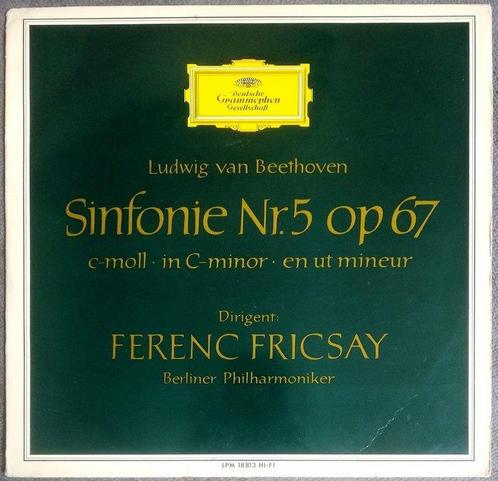 Deutsche
Grammophon
Gesellschaft
Ludwig van Beethoven
Sinfonie Nr. 5 op 67
c-moll · in C-minor · en ut mineur
Dirigent:
FERENC FRICSAY
Berliner Philharmoniker
LPM 18 813 HI-FI